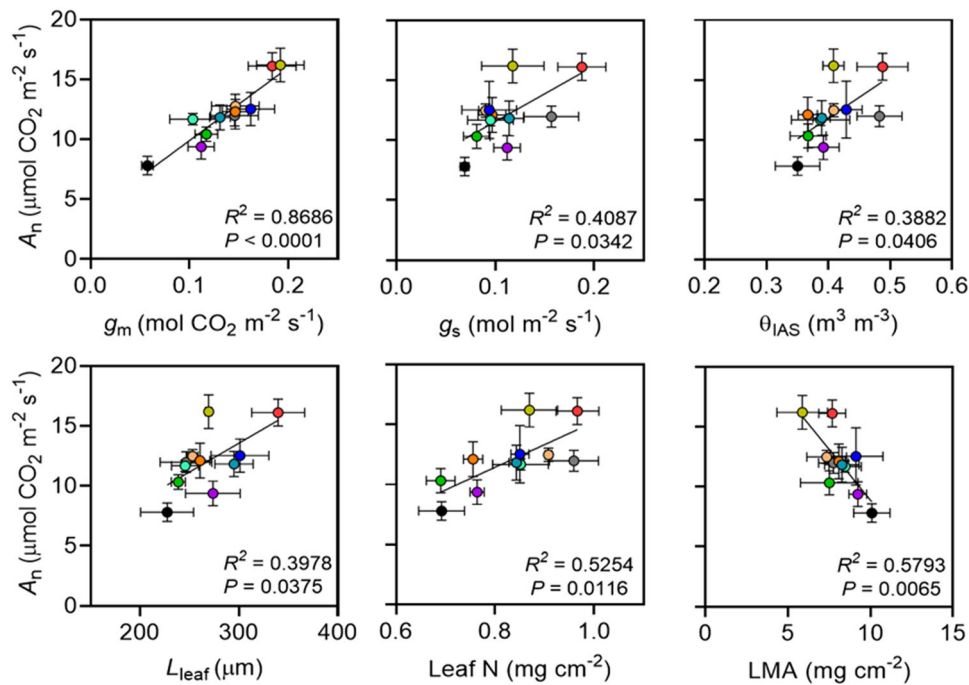 20
15
10
5
0
Aₙ (μmol CO₂ m⁻² s⁻¹)
R² = 0.8686
P < 0.0001
0.0 0.1 0.2
gₘ (mol CO₂ m⁻² s⁻¹)
R² = 0.4087
P = 0.0342
0.0 0.1 0.2
gₛ (mol m⁻² s⁻¹)
R² = 0.3882
P = 0.0406
0.2 0.3 0.4 0.5 0.6
θIAS (m³ m⁻³)
20
15
10
5
0
Aₙ (μmol CO₂ m⁻² s⁻¹)
R² = 0.3978
P = 0.0375
200 300 400
Lleaf (μm)
R² = 0.5254
P = 0.0116
0.6 0.8 1.0
Leaf N (mg cm⁻²)
R² = 0.5793
P = 0.0065
0 5 10 15
LMA (mg cm⁻²)